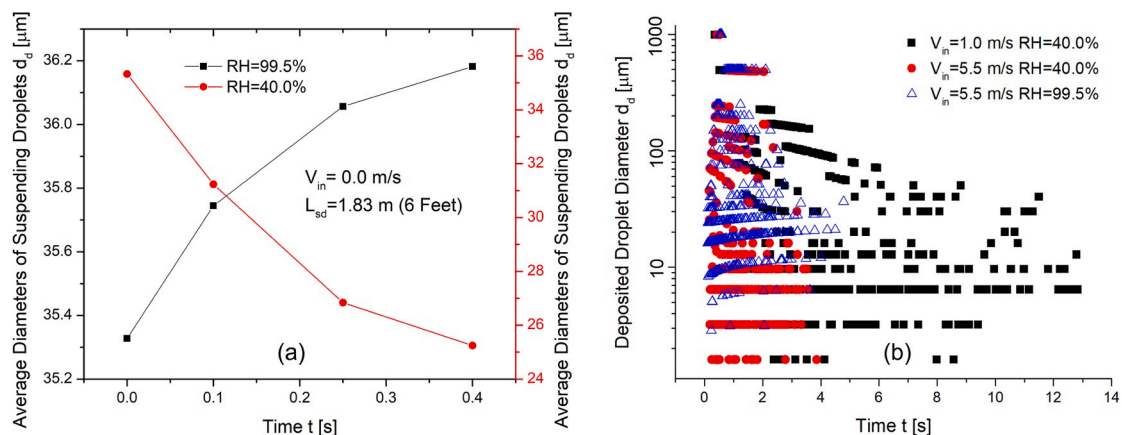 Average Diameters of Suspending Droplets d_d [μm]
36.2
36.0
35.8
35.6
35.4
35.2
RH=99.5%
RH=40.0%
V_in= 0.0 m/s
L_sd=1.83 m (6 Feet)
(a)
0.0 0.1 0.2 0.3 0.4
Time t [s]
36
34
32
30
28
26
24
Average Diameters of Suspending Droplets d_d [μm]
Deposited Droplet Diameter d_d [μm]
1000
100
10
V_in=1.0 m/s RH=40.0%
V_in=5.5 m/s RH=40.0%
V_in=5.5 m/s RH=99.5%
(b)
0 2 4 6 8 10 12 14
Time t [s]